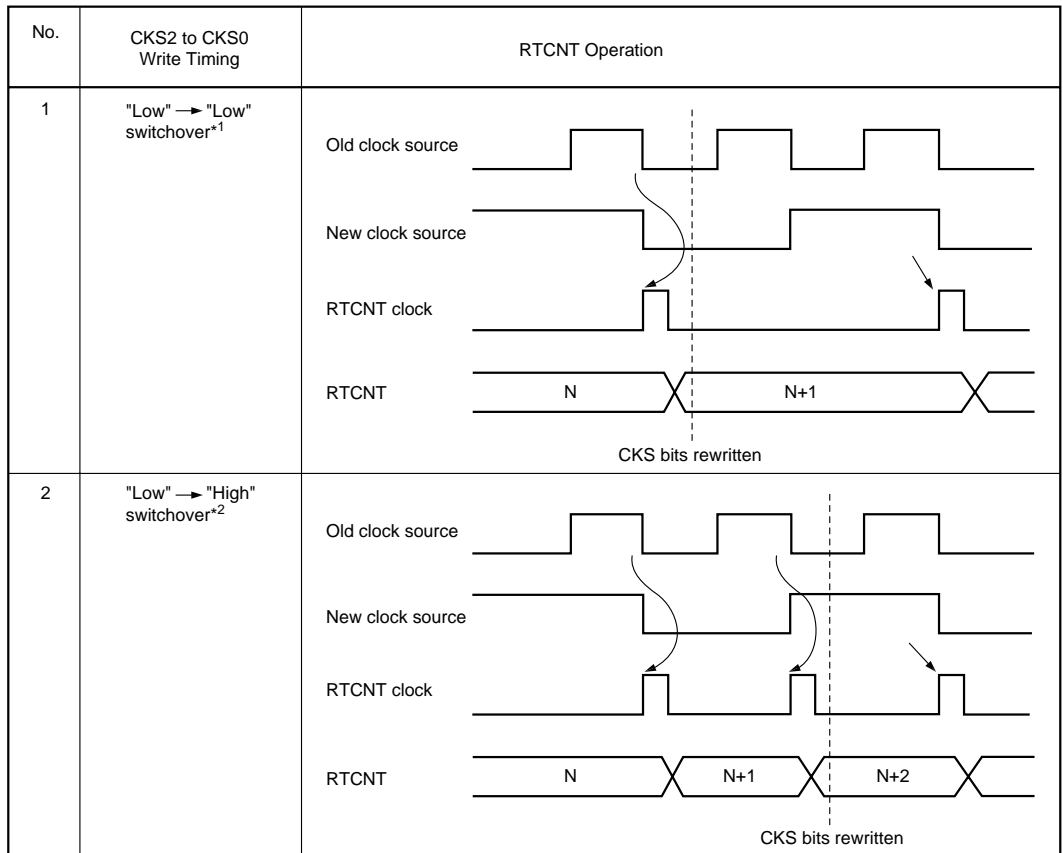 No.
CKS2 to CKS0
Write Timing
RTCNT Operation
1
"Low" → "Low"
switchover*1
Old clock source
New clock source
RTCNT clock
RTCNT
N
N+1
CKS bits rewritten
2
"Low" → "High"
switchover*2
Old clock source
New clock source
RTCNT clock
RTCNT
N
N+1
N+2
CKS bits rewritten